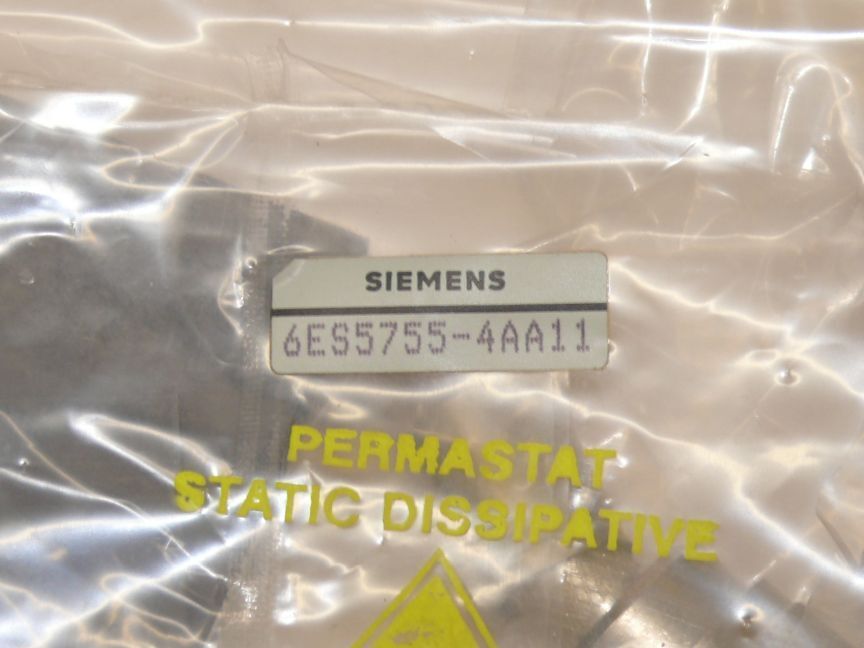 SIEMENS
6ES5755-4AA11
PERMASTAT
STATIC DISSIPATIVE